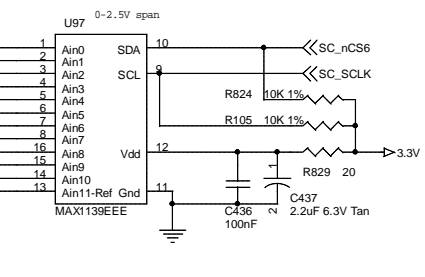 0-2.5V span
U97
1 Ain0 SDA 10 SC_nCS6
2 Ain1
3 Ain2 SCL 9 SC_SCLK
4 Ain3
5 Ain4 R824 10K 1%
6 Ain5
7 Ain6 R105 10K 1%
8 Ain7
16 Ain8 Vdd 12 3.3V
15 Ain9 1 R829 20
14 Ain10
13 Ain11-Ref Gnd 11
MAX1139EEE
C436 2 C437
100nF 2.2uF 6.3V Tan